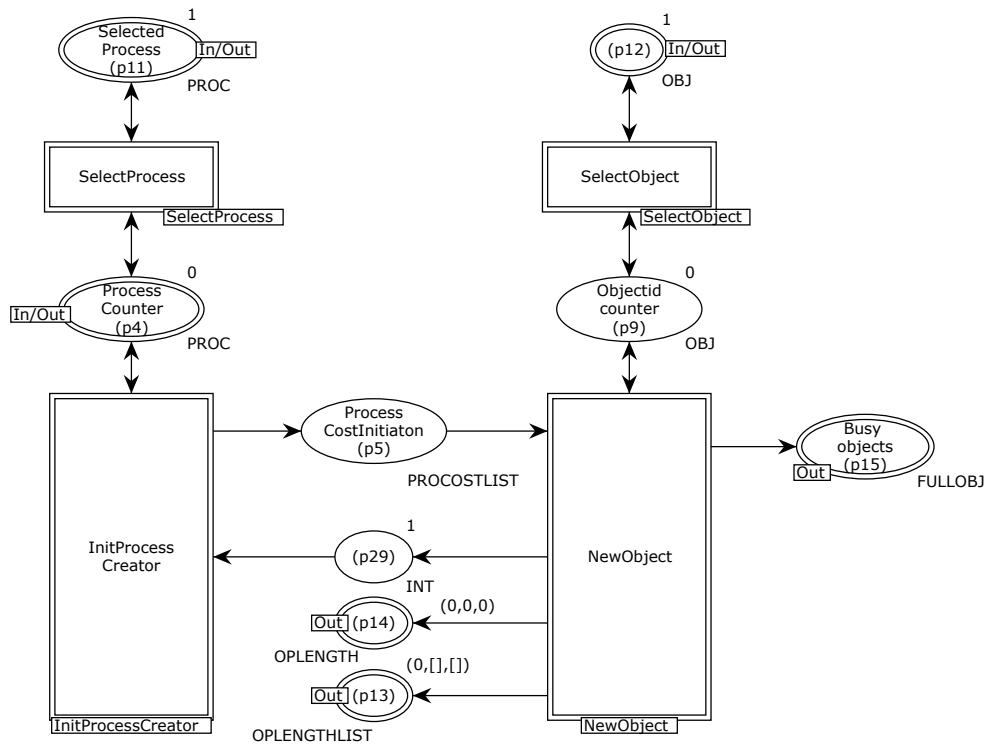 1
Selected
Process
(p11)
In/Out
PROC
1
(p12)
In/Out
OBJ
SelectProcess
SelectProcess
SelectObject
SelectObject
0
Process
Counter
(p4)
In/Out
PROC
0
Objectid
counter
(p9)
OBJ
InitProcess
Creator
InitProcessCreator
Process
CostInitiaton
(p5)
PROCOSTLIST
1
(p29)
INT
(0,0,0)
Out
(p14)
OPLENGTH
(0,[],[])
Out
(p13)
OPLENGTHLIST
NewObject
NewObject
Busy
objects
(p15)
Out
FULLOBJ